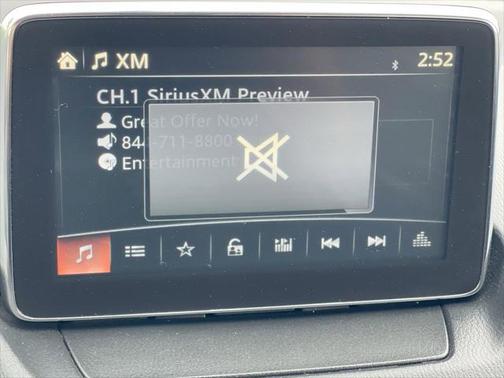 XM 2:52
CH.1 SiriusXM Preview
Great Offer Now!
844-711-8800
Entertainment